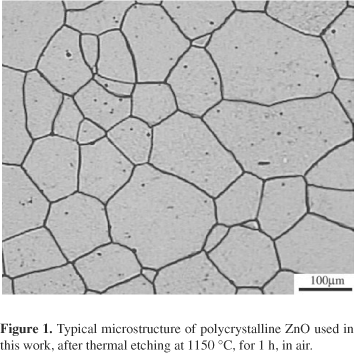 100μm
Figure 1. Typical microstructure of polycrystalline ZnO used in
this work, after thermal etching at 1150 °C, for 1 h, in air.